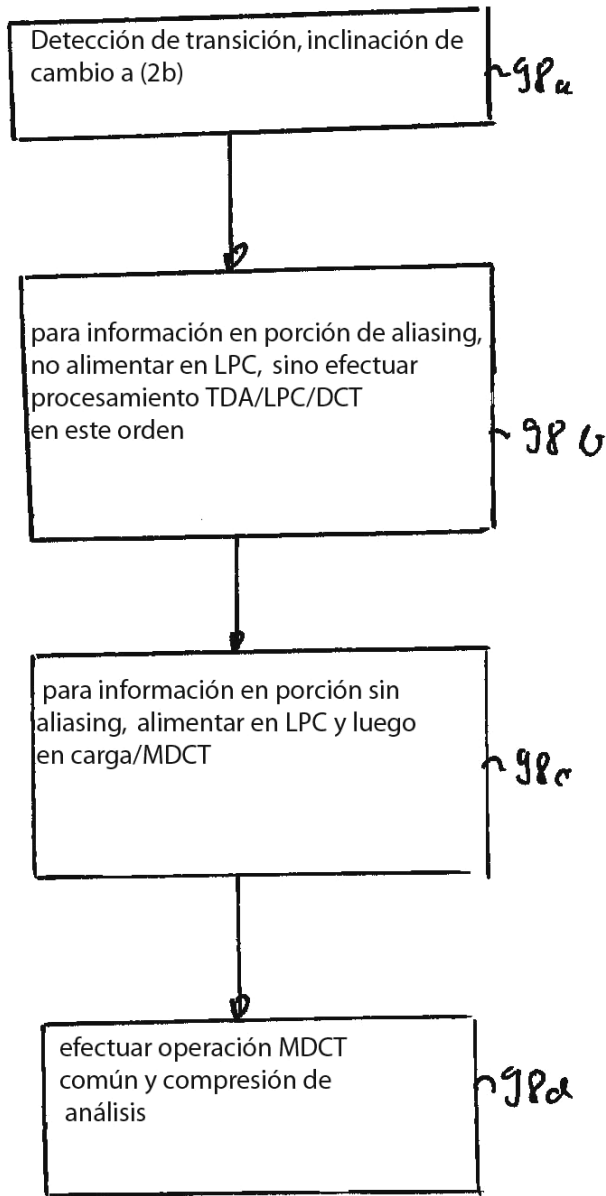 Detección de transición, inclinación de
cambio a (2b)
98a
para información en porción de aliasing,
no alimentar en LPC, sino efectuar
procesamiento TDA/LPC/DCT
en este orden
98b
para información en porción sin
aliasing, alimentar en LPC y luego
en carga/MDCT
98c
efectuar operación MDCT
común y compresión de
análisis
98d